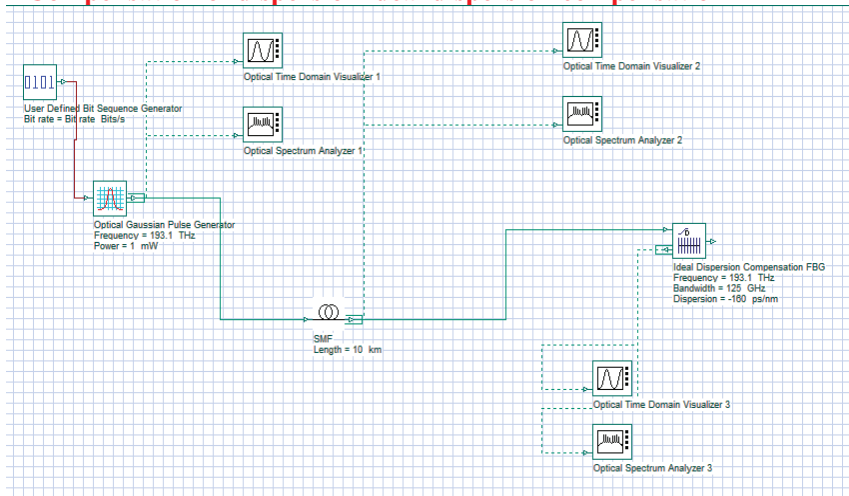 0101
User Defined Bit Sequence Generator
Bit rate = Bit rate Bits/s
Optical Time Domain Visualizer 1
Optical Spectrum Analyzer 1
Optical Time Domain Visualizer 2
Optical Spectrum Analyzer 2
Optical Gaussian Pulse Generator
Frequency = 193.1 THz
Power = 1 mW
SMF
Length = 10 km
Ideal Dispersion Compensation FBG
Frequency = 193.1 THz
Bandwidth = 125 GHz
Dispersion = -160 ps/nm
Optical Time Domain Visualizer 3
Optical Spectrum Analyzer 3